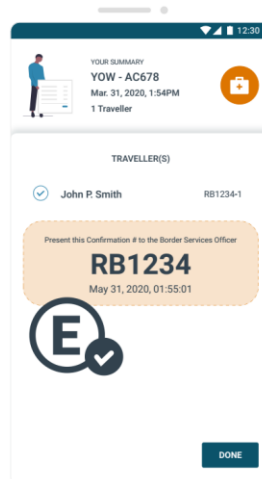 12:30
YOUR SUMMARY
YOW - AC678
Mar. 31, 2020, 1:54PM
1 Traveller
TRAVELLER(S)
John P. Smith RB1234-1
Present this Confirmation # to the Border Services Officer
RB1234
May 31, 2020, 01:55:01
E
DONE